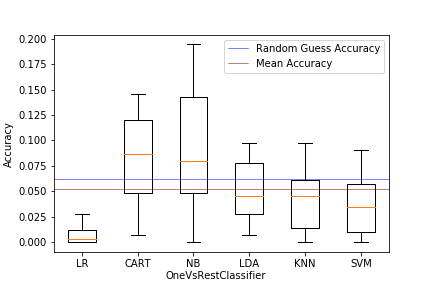 Random Guess Accuracy
Mean Accuracy
0.200
0.175
0.150
0.125
0.100
0.075
0.050
0.025
0.000
Accuracy
LR CART NB LDA KNN SVM
OneVsRestClassifier